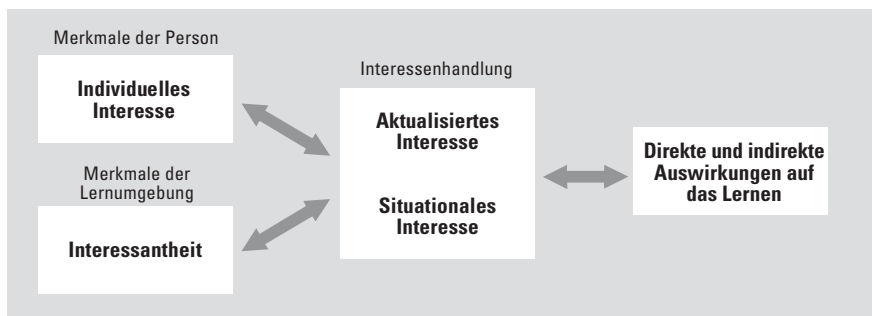 Merkmale der Person
Individuelles
Interesse
Merkmale der
Lernumgebung
Interessantheit
Interessenhandlung
Aktualisiertes
Interesse
Situationales
Interesse
Direkte und indirekte
Auswirkungen auf
das Lernen